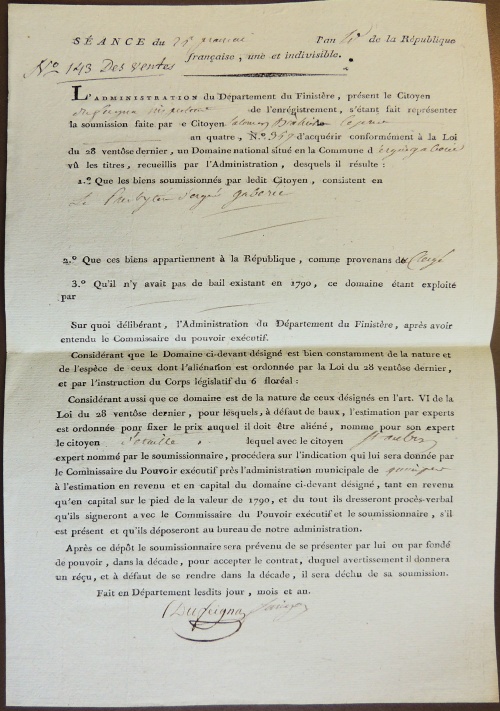 SÉANCE du 29 prairial l'an 4e de la République
française, une et indivisible.
No 143 Des ventes
L'ADMINISTRATION du Département du Finistère, présent le Citoyen
de l'enrégistrement, s'étant fait représenter
la soumission faite par le Citoyen
an quatre, N.º d'acquérir conformément à la Loi
du 28 ventôse dernier, un Domaine national situé en la Commune d'ergué gaberic
vû les titres, recueillis par l'Administration, desquels il résulte :
1.º Que les biens soumissionnés par ledit Citoyen, consistent en
Le Presbytère d'ergué gaberic
2.º Que ces biens appartiennent à la République, comme provenans du Clergé
3.º Qu'il n'y avait pas de bail existant en 1790, ce domaine étant exploité
par
Sur quoi délibérant, l'Administration du Département du Finistère, après avoir
entendu le Commissaire du pouvoir exécutif.
Considérant que le Domaine ci-devant désigné est bien constamment de la nature et
de l'espèce de ceux dont l'aliénation est ordonnée par la Loi du 28 ventôse dernier,
et par l'instruction du Corps législatif du 6 floréal :
Considérant aussi que ce domaine est de la nature de ceux désignés en l'art. VI de la
Loi du 28 ventôse dernier, pour lesquels, à défaut de baux, l'estimation par experts
est ordonnée pour fixer le prix auquel il doit être aliéné, nomme pour son expert
le citoyen lequel avec le citoyen
expert nommé par le soumissionnaire, procédera sur l'indication qui lui sera donnée
par le Commissaire du Pouvoir exécutif près l'administration municipale de quimper
à l'estimation en revenu et en capital du domaine ci-devant désigné, tant en revenu
qu'en capital sur le pied de la valeur de 1790, et du tout ils dresseront procès-verbal
qu'ils signeront avec le Commissaire du Pouvoir exécutif et le soumissionnaire, s'il
est présent et qu'ils déposeront au bureau de notre administration.
Après ce dépôt le soumissionnaire sera prévenu de se présenter par lui ou par fondé
de pouvoir, dans la décade, pour accepter le contrat, duquel avertissement il donnera
un réçu, et à défaut de se rendre dans la décade, il sera déchu de sa soumission.
Fait en Département lesdits jour, mois et an.